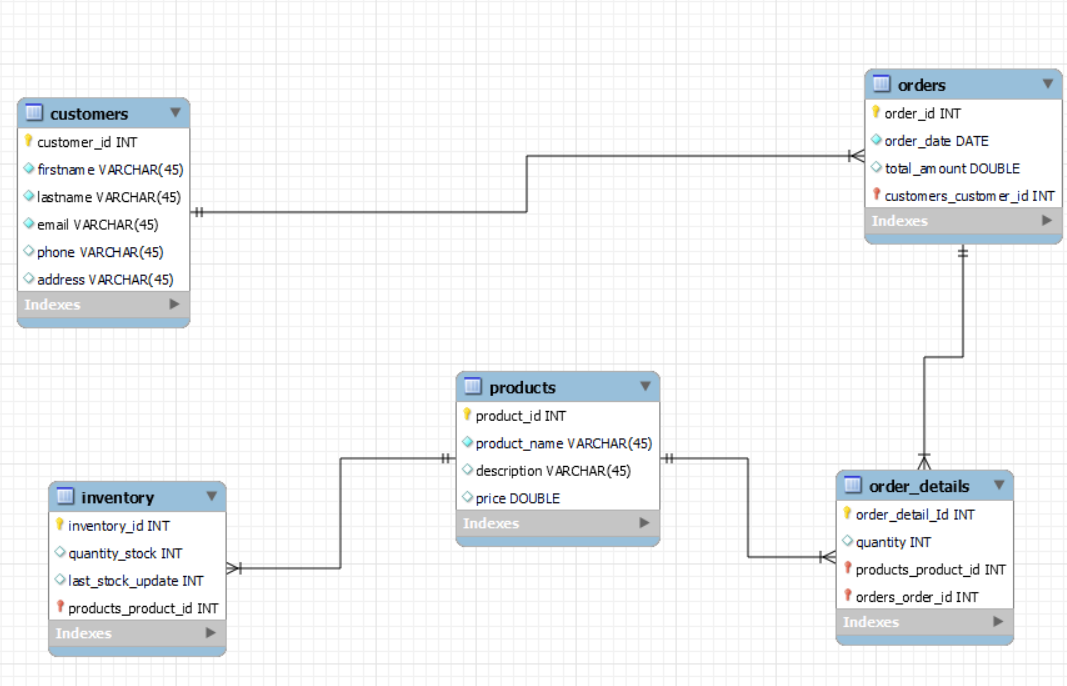 customers
customer_id INT
firstname VARCHAR(45)
lastname VARCHAR(45)
email VARCHAR(45)
phone VARCHAR(45)
address VARCHAR(45)
Indexes
orders
order_id INT
order_date DATE
total_amount DOUBLE
customers_customer_id INT
Indexes
products
product_id INT
product_name VARCHAR(45)
description VARCHAR(45)
price DOUBLE
Indexes
inventory
inventory_id INT
quantity_stock INT
last_stock_update INT
products_product_id INT
Indexes
order_details
order_detail_Id INT
quantity INT
products_product_id INT
orders_order_id INT
Indexes